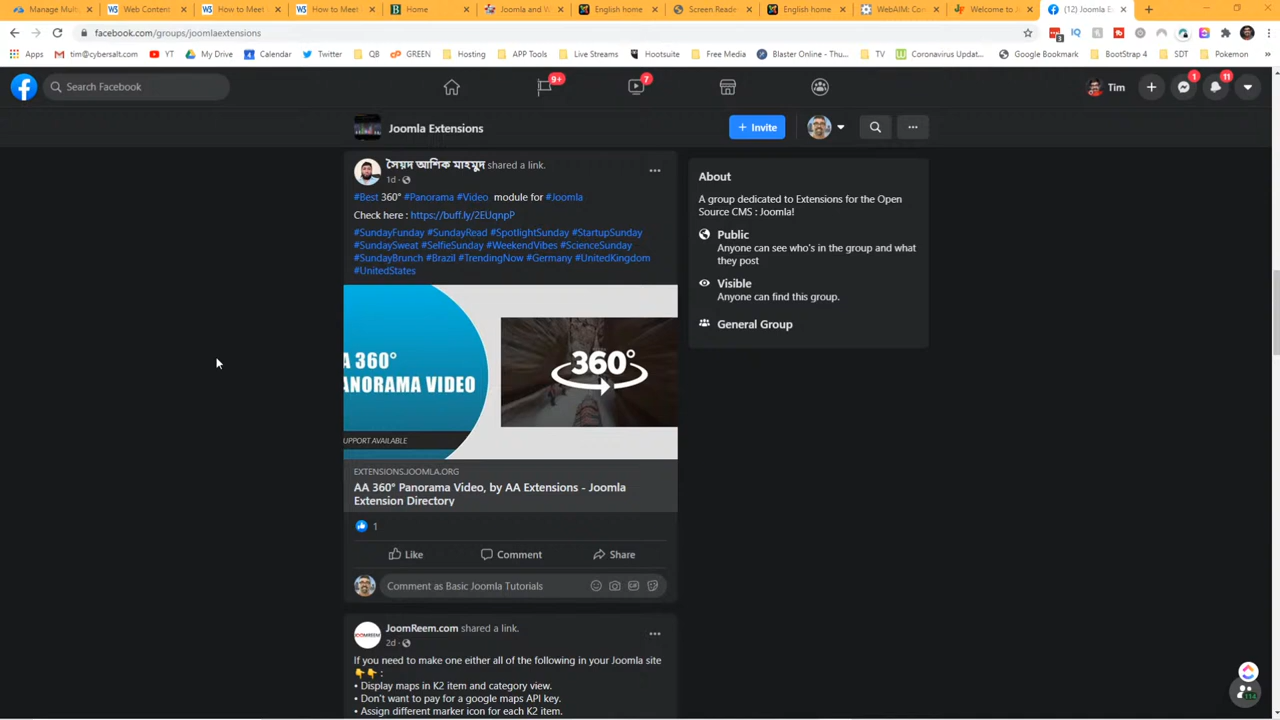 Manage Mult
Web Content
How to Meet
How to Meet
Home
Joomla and W
English home
Screen Reade
English home
WebAIM: Con
Welcome to J
(12) Joomla E
facebook.com/groups/joomlaextensions
Apps
tim@cybersalt.com
YT
My Drive
Calendar
Twitter
QB
GREEN
Hosting
APP Tools
Live Streams
Hootsuite
Free Media
Blaster Online - Thu...
TV
Coronavirus Updat...
Google Bookmark
BootStrap 4
SDT
Pokemon
Search Facebook
9+
7
Tim
1
11
Joomla Extensions
+ Invite
সৈয়দ আশিক মাহমুদ shared a link.
1d
#Best 360° #Panorama #Video module for #Joomla
Check here : https://buff.ly/2EUqnpP
#SundayFunday #SundayRead #SpotlightSunday #StartupSunday
#SundaySweat #SelfieSunday #WeekendVibes #ScienceSunday
#SundayBrunch #Brazil #TrendingNow #Germany #UnitedKingdom
#UnitedStates
A 360°
ANORAMA VIDEO
UPPORT AVAILABLE
360°
EXTENSIONS.JOOMLA.ORG
AA 360° Panorama Video, by AA Extensions - Joomla
Extension Directory
1
Like
Comment
Share
Comment as Basic Joomla Tutorials
JoomReem.com shared a link.
2d
If you need to make one either all of the following in your Joomla site
:
• Display maps in K2 item and category view.
• Don't want to pay for a google maps API key.
• Assign different marker icon for each K2 item.
About
A group dedicated to Extensions for the Open
Source CMS : Joomla!
Public
Anyone can see who's in the group and what
they post
Visible
Anyone can find this group.
General Group
114